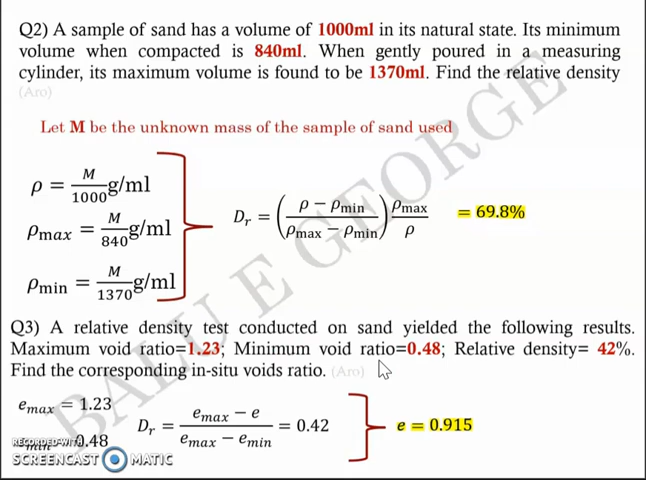 Q2) A sample of sand has a volume of 1000ml in its natural state. Its minimum
volume when compacted is 840ml. When gently poured in a measuring
cylinder, its maximum volume is found to be 1370ml. Find the relative density
(Aro)
Let M be the unknown mass of the sample of sand used
ρ = M/1000 g/ml
ρmax = M/840 g/ml
ρmin = M/1370 g/ml
Dr = ((ρ − ρmin)/(ρmax − ρmin)) ρmax/ρ = 69.8%
Q3) A relative density test conducted on sand yielded the following results.
Maximum void ratio=1.23; Minimum void ratio=0.48; Relative density= 42%.
Find the corresponding in-situ voids ratio. (Aro)
emax = 1.23
0.48
Dr = (emax − e)/(emax − emin) = 0.42
e = 0.915
BALU E GEORGE
RECORDED WITH
SCREENCAST MATIC